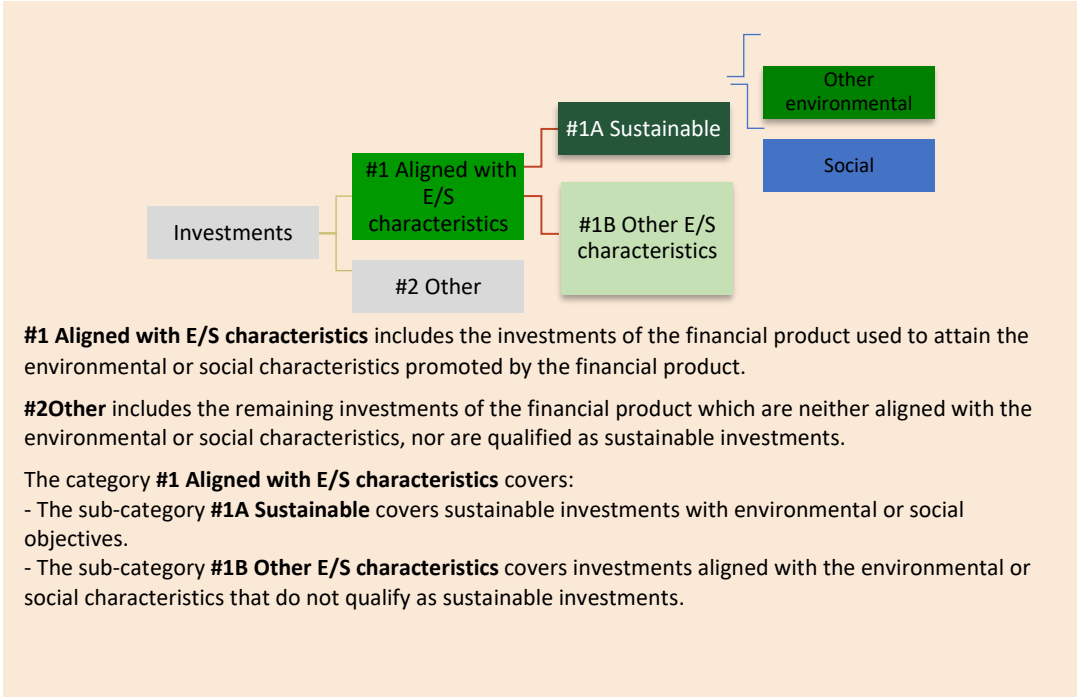 Other
environmental
#1A Sustainable
Social
#1 Aligned with
E/S
characteristics
#1B Other E/S
characteristics
Investments
#2 Other
#1 Aligned with E/S characteristics includes the investments of the financial product used to attain the
environmental or social characteristics promoted by the financial product.
#2Other includes the remaining investments of the financial product which are neither aligned with the
environmental or social characteristics, nor are qualified as sustainable investments.
The category #1 Aligned with E/S characteristics covers:
- The sub-category #1A Sustainable covers sustainable investments with environmental or social
objectives.
- The sub-category #1B Other E/S characteristics covers investments aligned with the environmental or
social characteristics that do not qualify as sustainable investments.